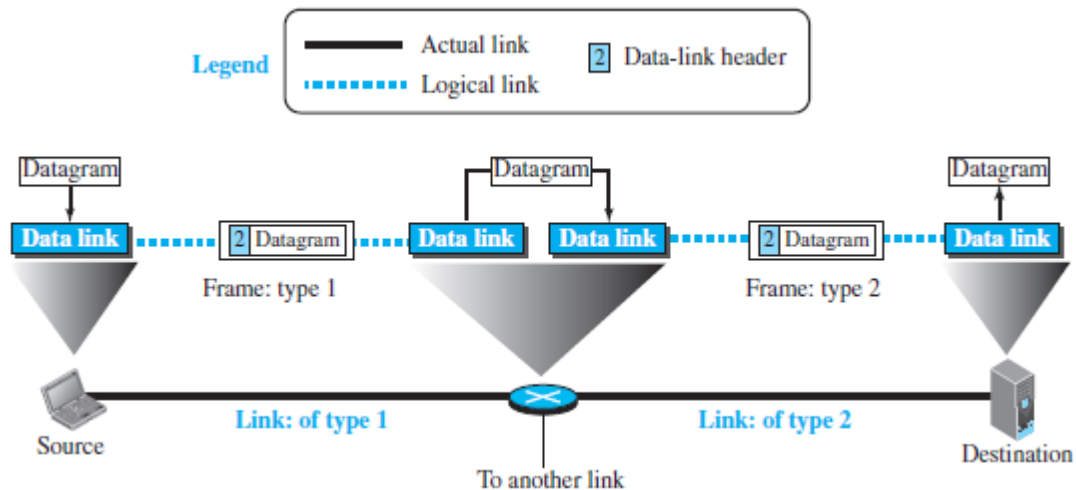 Legend
Actual link
Logical link
2 Data-link header
Datagram
Datagram
Datagram
Data link
2 Datagram
Data link
Data link
2 Datagram
Data link
Frame: type 1
Frame: type 2
Link: of type 1
Link: of type 2
Source
Destination
To another link